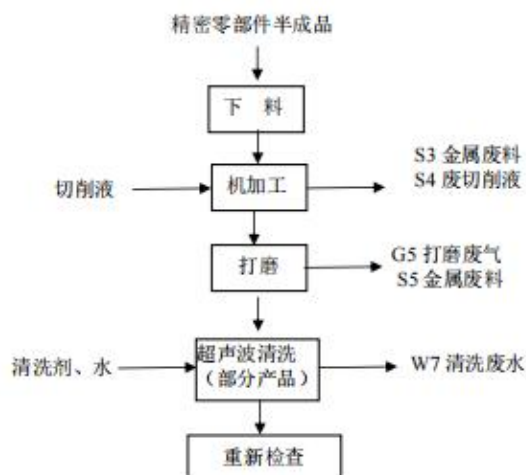 精密零部件半成品
下 料
S3 金属废料
切削液
机加工
S4 废切削液
G5 打磨废气
打磨
S5 金属废料
清洗剂、水
超声波清洗
（部分产品）
W7 清洗废水
重新检查